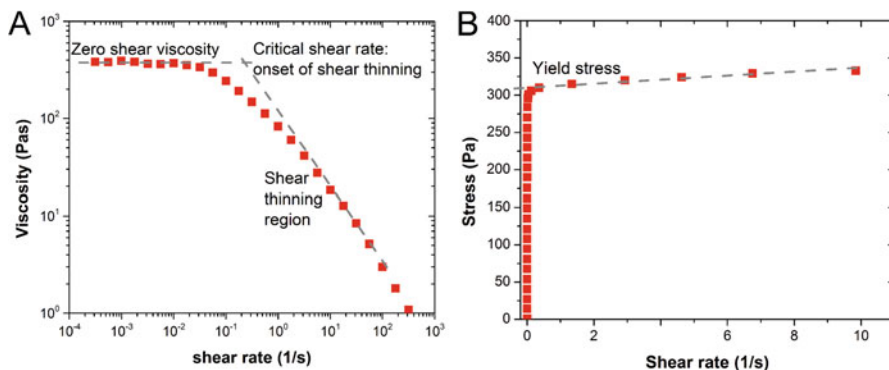 A
10³
10²
10¹
10⁰
Viscosity (Pas)
Zero shear viscosity
Critical shear rate:
onset of shear thinning
Shear
thinning
region
10⁻⁴ 10⁻³ 10⁻² 10⁻¹ 10⁰ 10¹ 10² 10³
shear rate (1/s)
B
400
350
300
250
200
150
100
50
0
Stress (Pa)
Yield stress
0 2 4 6 8 10
Shear rate (1/s)